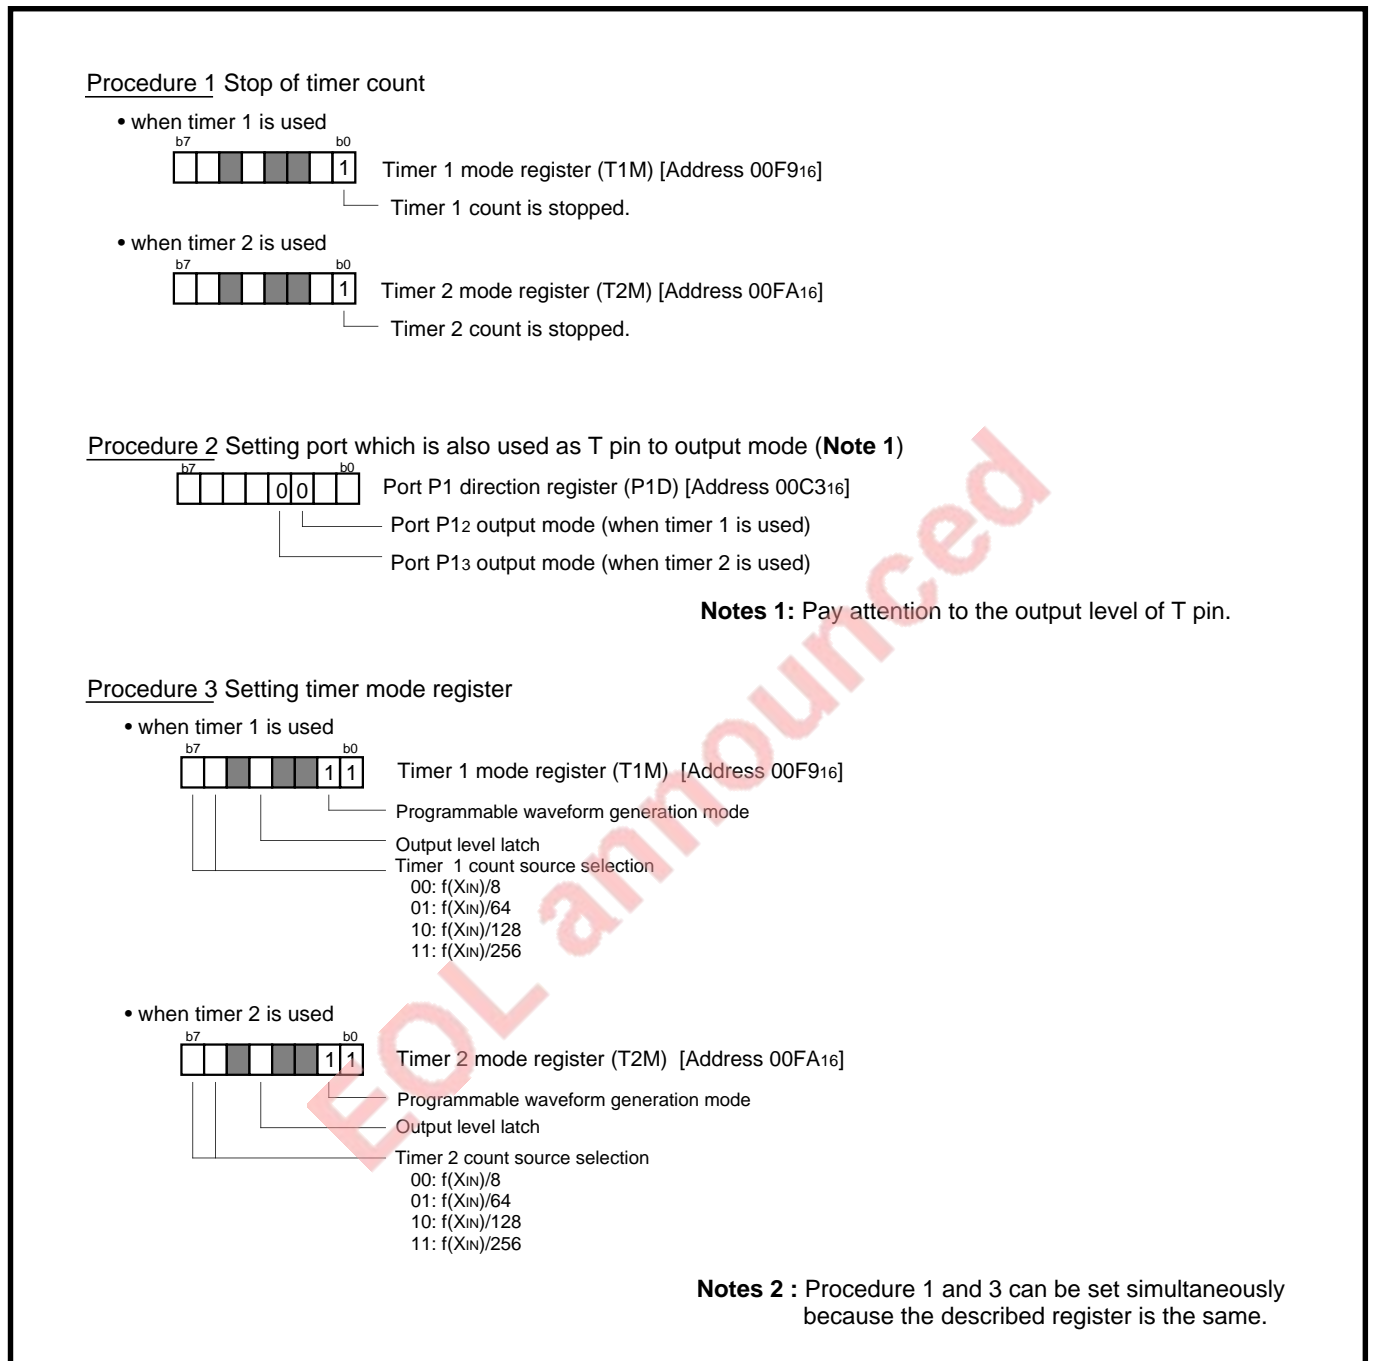 Procedure 1 Stop of timer count
• when timer 1 is used
b7 b0
1 Timer 1 mode register (T1M) [Address 00F916]
Timer 1 count is stopped.
• when timer 2 is used
b7 b0
1 Timer 2 mode register (T2M) [Address 00FA16]
Timer 2 count is stopped.
Procedure 2 Setting port which is also used as T pin to output mode (Note 1)
b7 b0
0 0 Port P1 direction register (P1D) [Address 00C316]
Port P12 output mode (when timer 1 is used)
Port P13 output mode (when timer 2 is used)
Notes 1: Pay attention to the output level of T pin.
Procedure 3 Setting timer mode register
• when timer 1 is used
b7 b0
1 1 Timer 1 mode register (T1M) [Address 00F916]
Programmable waveform generation mode
Output level latch
Timer 1 count source selection
00: f(XIN)/8
01: f(XIN)/64
10: f(XIN)/128
11: f(XIN)/256
• when timer 2 is used
b7 b0
1 1 Timer 2 mode register (T2M) [Address 00FA16]
Programmable waveform generation mode
Output level latch
Timer 2 count source selection
00: f(XIN)/8
01: f(XIN)/64
10: f(XIN)/128
11: f(XIN)/256
Notes 2 : Procedure 1 and 3 can be set simultaneously
because the described register is the same.
EOL announced